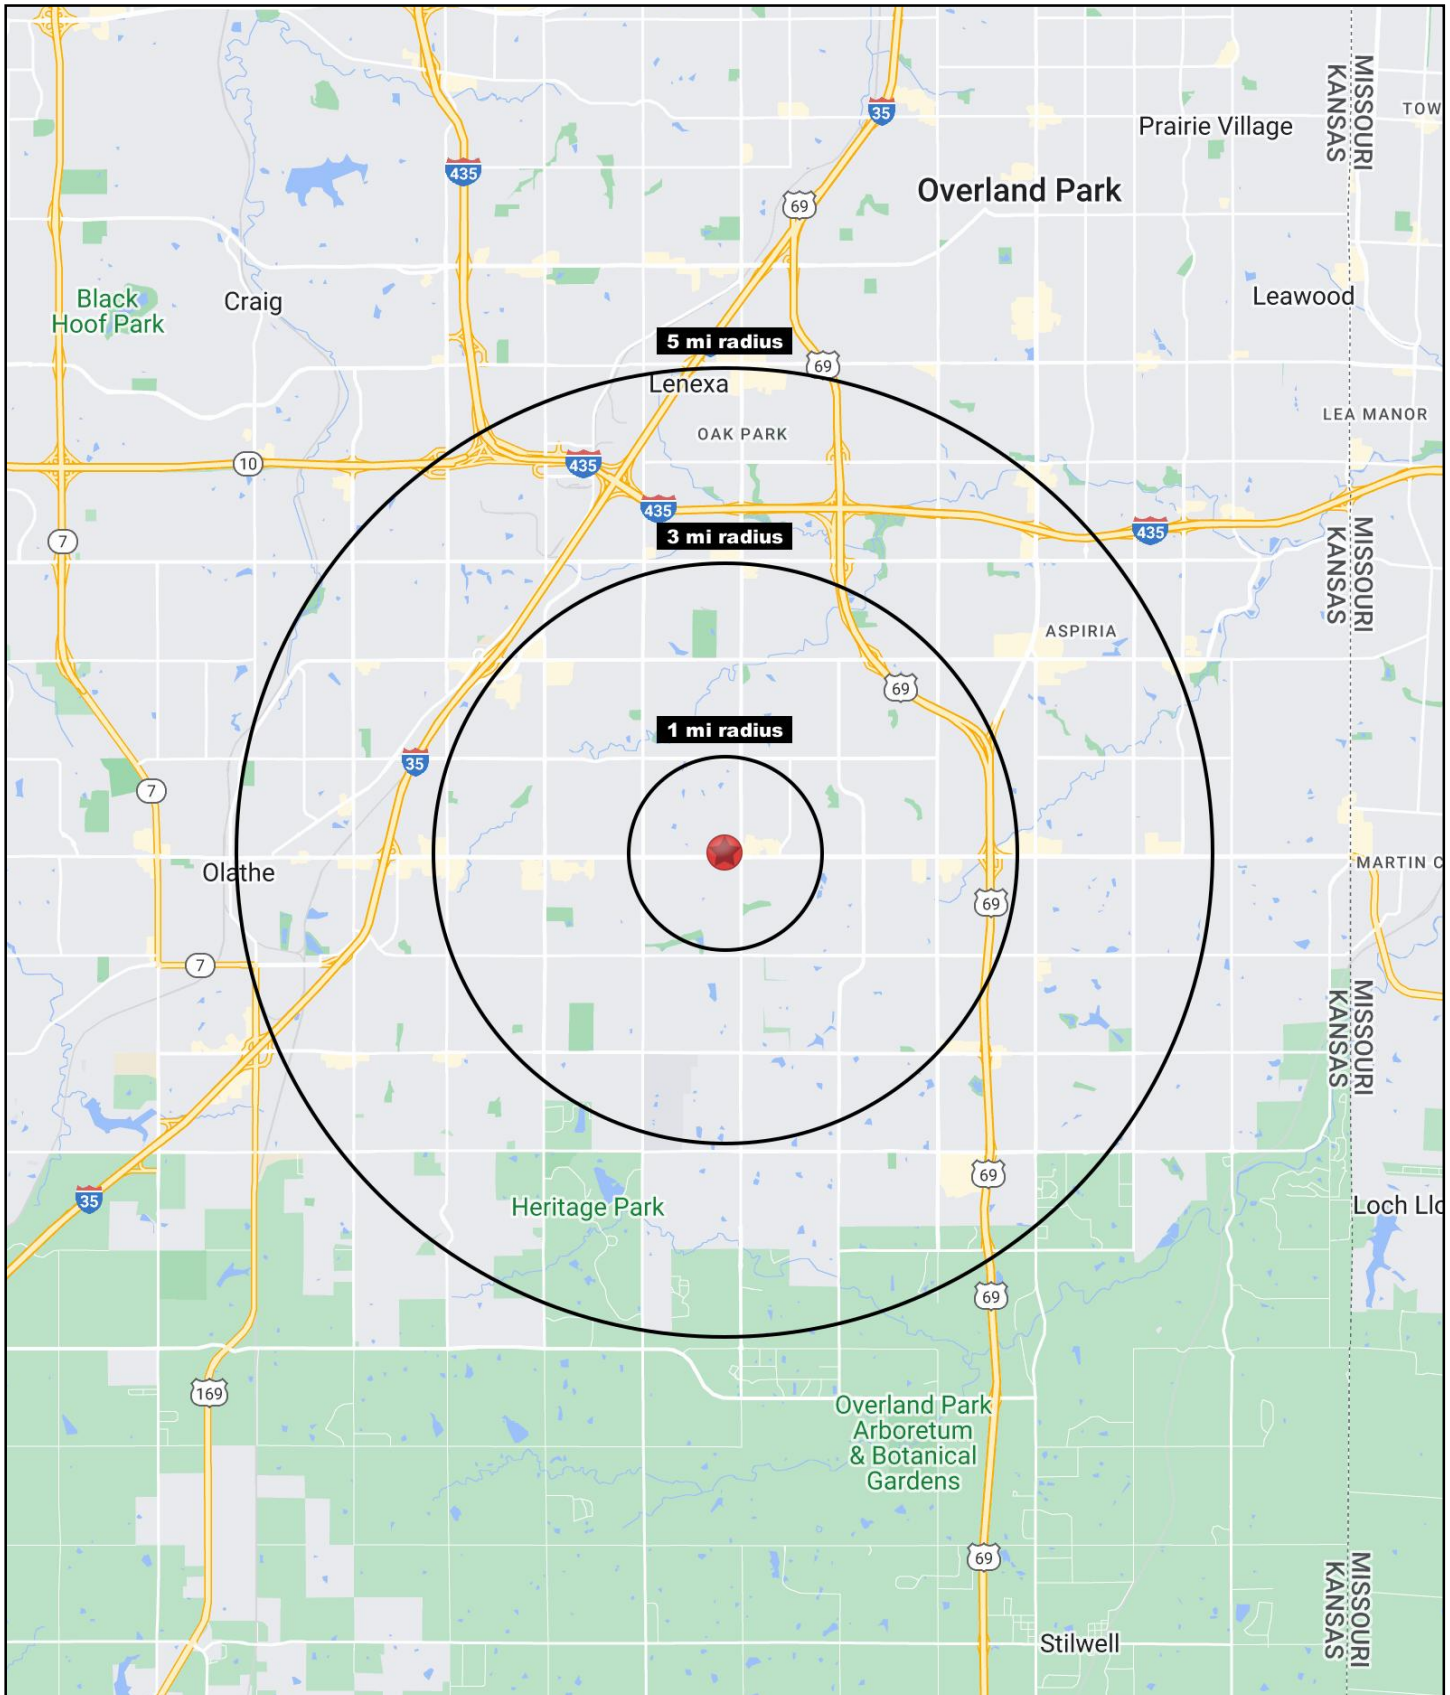 MISSOURI
KANSAS
TOW
35
Prairie Village
435
Overland Park
69
Black
Hoof Park
Craig
Leawood
5 mi radius
69
Lenexa
LEA MANOR
OAK PARK
10
435
435
435
3 mi radius
7
MISSOURI
KANSAS
ASPIRIA
69
1 mi radius
35
7
MARTIN C
Olathe
69
7
MISSOURI
KANSAS
69
35
Heritage Park
Loch Llo
69
169
Overland Park
Arboretum
& Botanical
Gardens
69
MISSOURI
KANSAS
Stilwell